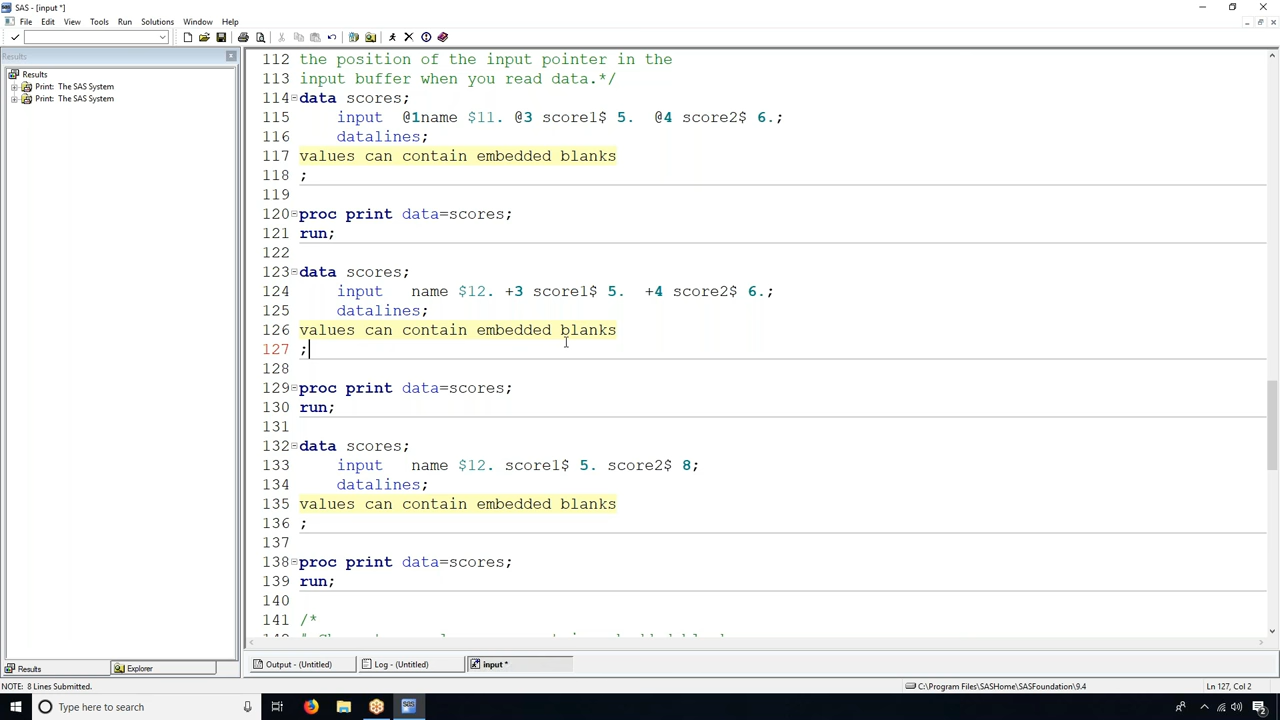 SAS - [input *]
File Edit View Tools Run Solutions Window Help
Results
Results
Print: The SAS System
Print: The SAS System
112 the position of the input pointer in the
113 input buffer when you read data.*/
114 data scores;
115 input @1name $11. @3 score1$ 5. @4 score2$ 6.;
116 datalines;
117 values can contain embedded blanks
118 ;
119
120 proc print data=scores;
121 run;
122
123 data scores;
124 input name $12. +3 score1$ 5. +4 score2$ 6.;
125 datalines;
126 values can contain embedded blanks
127 ;
128
129 proc print data=scores;
130 run;
131
132 data scores;
133 input name $12. score1$ 5. score2$ 8;
134 datalines;
135 values can contain embedded blanks
136 ;
137
138 proc print data=scores;
139 run;
140
141 /*
Results Explorer Output - (Untitled) Log - (Untitled) input *
NOTE: 8 Lines Submitted. C:\Program Files\SASHome\SASFoundation\9.4 Ln 127, Col 2
Type here to search